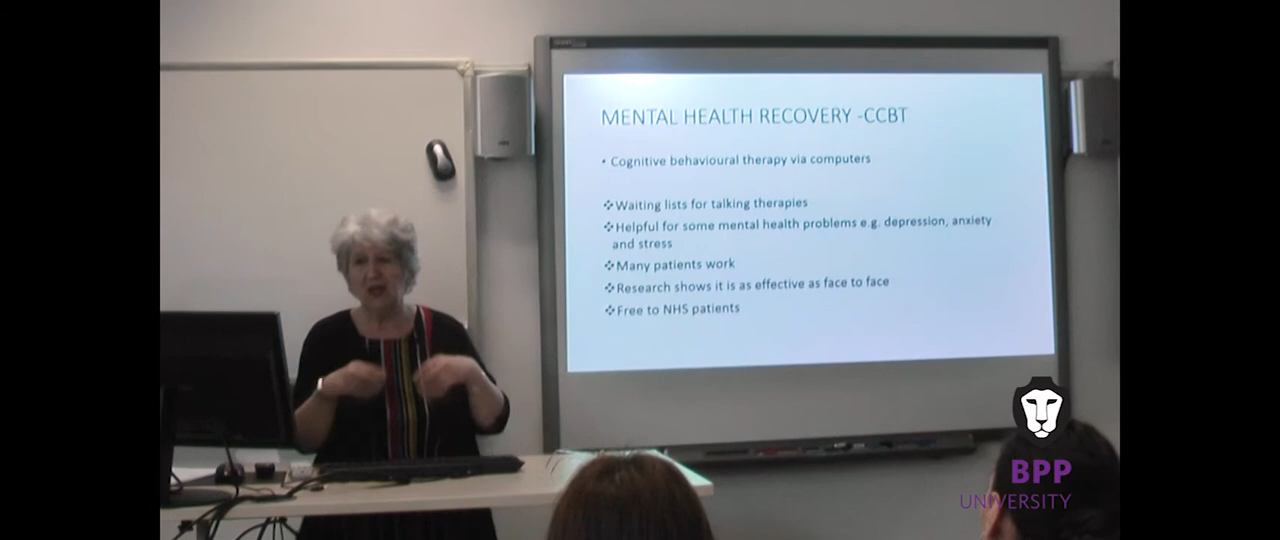 MENTAL HEALTH RECOVERY -CCBT
• Cognitive behavioural therapy via computers
❖Waiting lists for talking therapies
❖Helpful for some mental health problems e.g. depression, anxiety
and stress
❖Many patients work
❖Research shows it is as effective as face to face
❖Free to NHS patients
BPP
UNIVERSITY